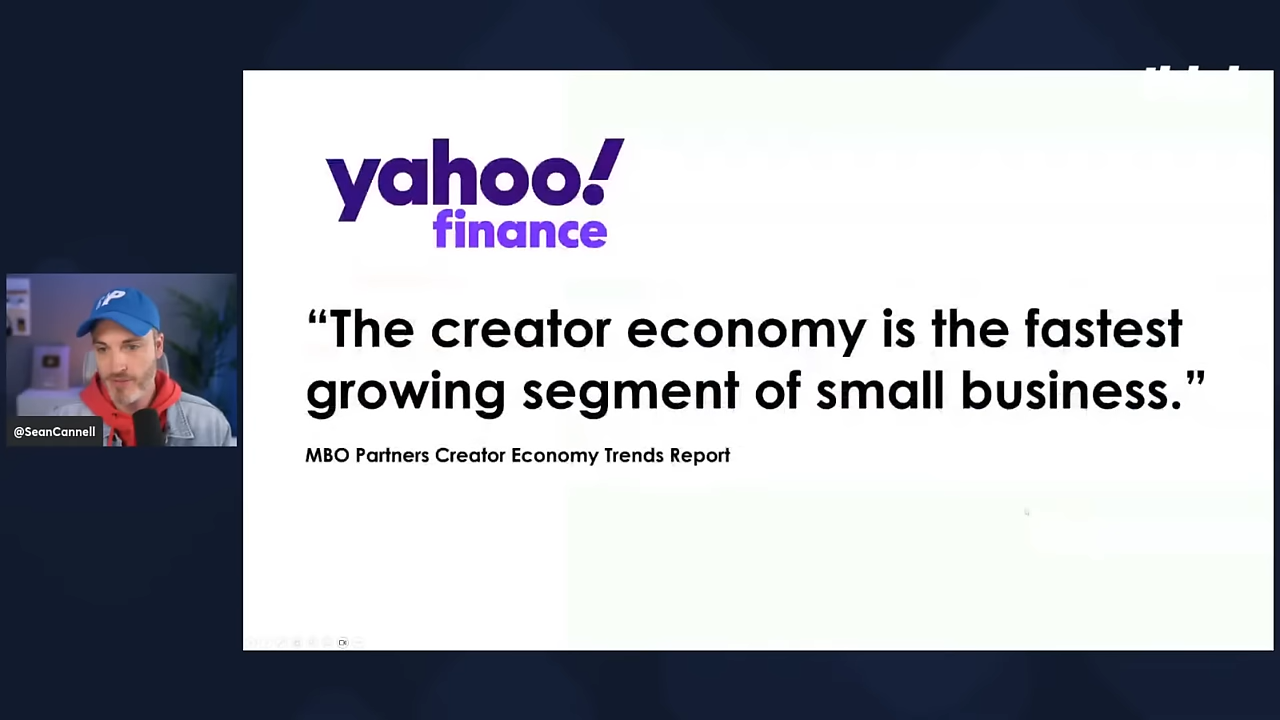 yahoo!
finance
“The creator economy is the fastest
growing segment of small business.”
MBO Partners Creator Economy Trends Report
@SeanCannell